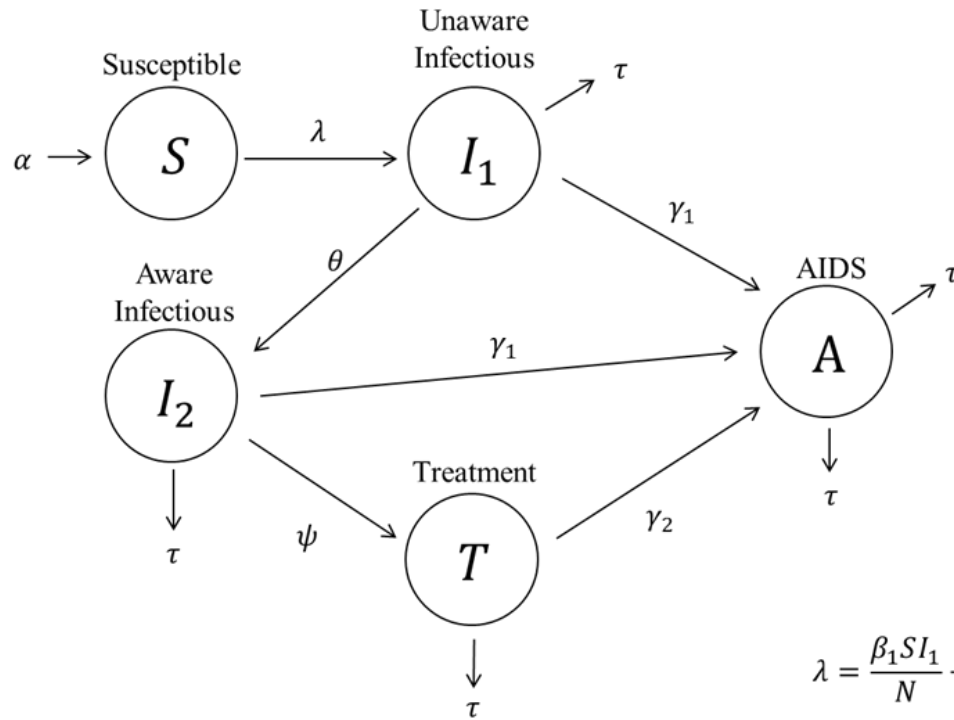 Unaware
Infectious
Susceptible
τ
α
S
λ
I₁
γ₁
θ
Aware
Infectious
AIDS
τ
γ₁
A
I₂
Treatment
τ
ψ
γ₂
τ
T
τ
λ = β₁SI₁/N -